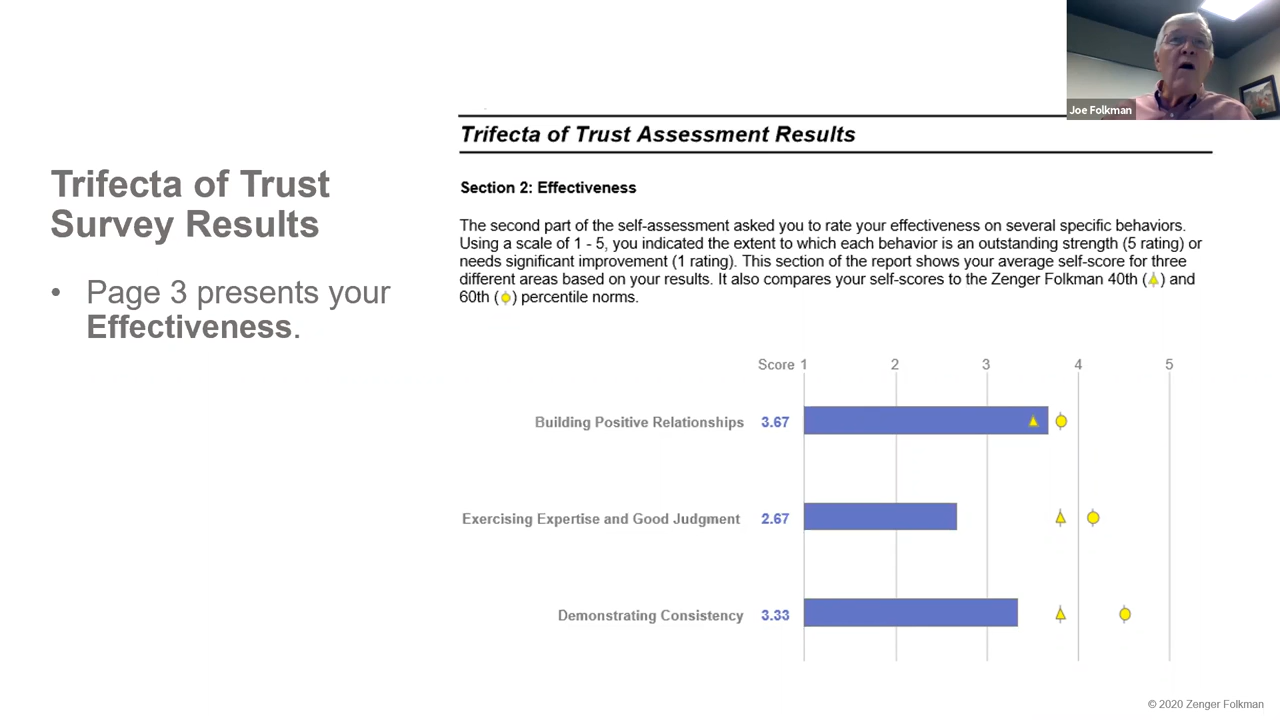 Joe Folkman
Trifecta of Trust Assessment Results
Trifecta of Trust
Survey Results
• Page 3 presents your
Effectiveness.
Section 2: Effectiveness
The second part of the self-assessment asked you to rate your effectiveness on several specific behaviors.
Using a scale of 1 - 5, you indicated the extent to which each behavior is an outstanding strength (5 rating) or
needs significant improvement (1 rating). This section of the report shows your average self-score for three
different areas based on your results. It also compares your self-scores to the Zenger Folkman 40th ( ) and
60th ( ) percentile norms.
Score 1 2 3 4 5
Building Positive Relationships 3.67
Exercising Expertise and Good Judgment 2.67
Demonstrating Consistency 3.33
© 2020 Zenger Folkman